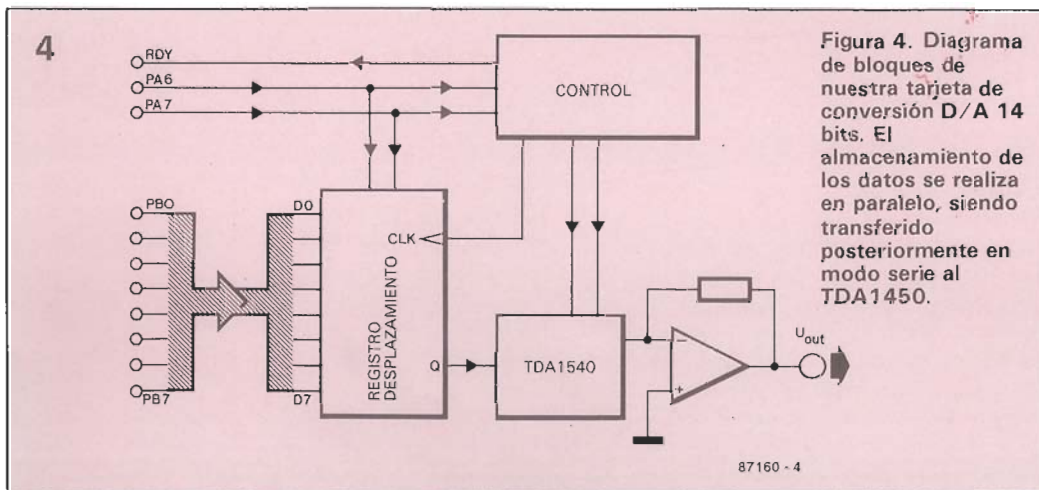 4
RDY
PA6
PA7
CONTROL
Figura 4. Diagrama
de bloques de
nuestra tarjeta de
conversión D/A 14
bits. El
almacenamiento de
los datos se realiza
en paralelo, siendo
transferido
posteriormente en
modo serie al
TDA1450.
PB0
D0
CLK
REGISTRO
DESPLAZAMIENTO
Q
TDA1540
−
+
Uout
PB7
D7
87160 - 4